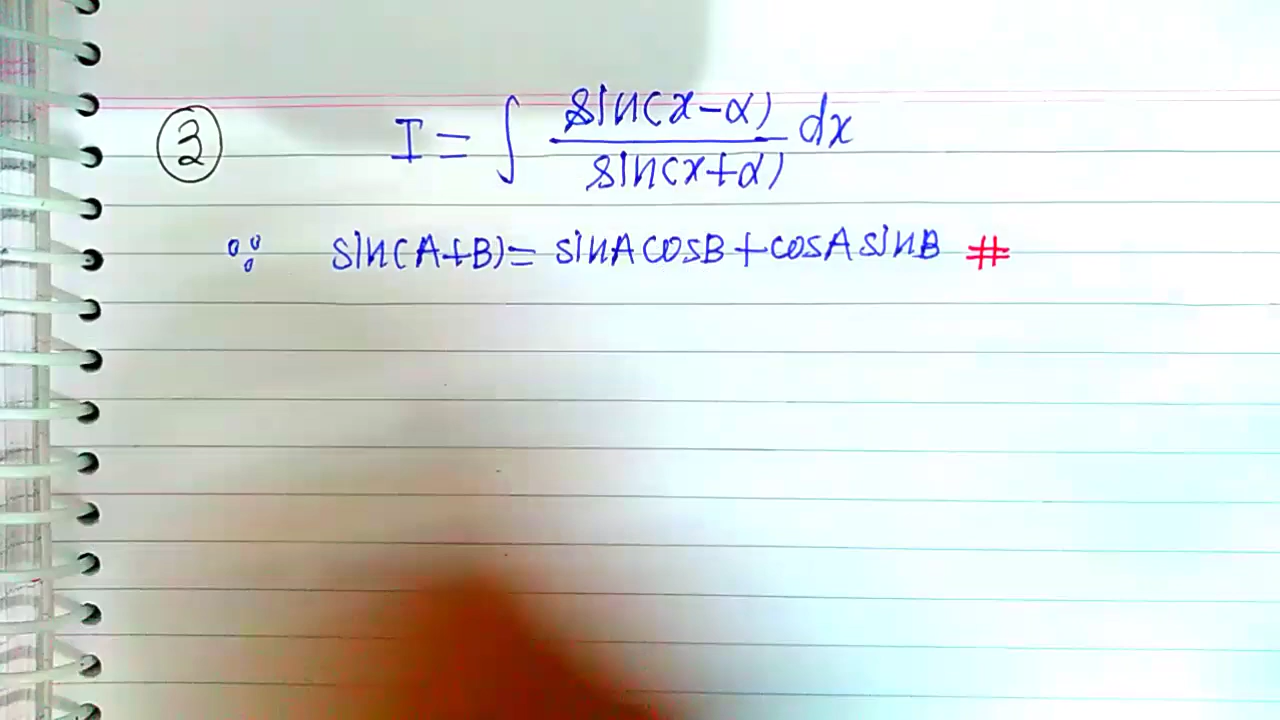 ③ I = ∫ sin(x-α)/sin(x+α) dx
∵ sin(A+B) = sinA cosB + cosA sinB #